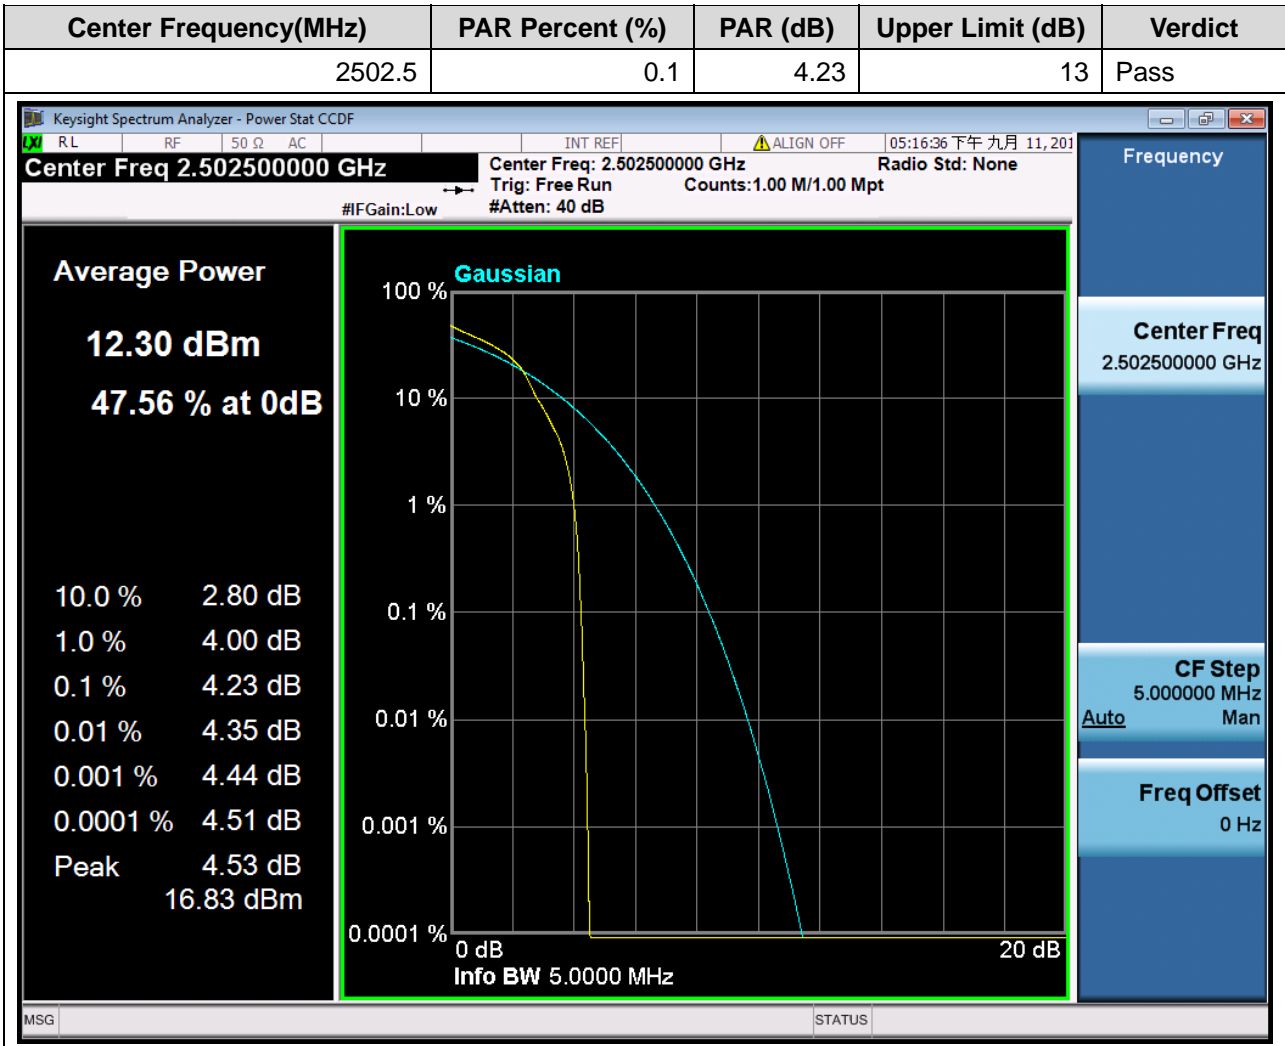 Center Frequency(MHz) PAR Percent (%) PAR (dB) Upper Limit (dB) Verdict
2502.5 0.1 4.23 13 Pass
Keysight Spectrum Analyzer - Power Stat CCDF
LXI RL RF 50 Ω AC INT REF ALIGN OFF 05:16:36 下午 九月 11, 201
Center Freq 2.502500000 GHz
Center Freq: 2.502500000 GHz Radio Std: None
Trig: Free Run Counts:1.00 M/1.00 Mpt
#IFGain:Low #Atten: 40 dB
Average Power
12.30 dBm
47.56 % at 0dB
10.0 % 2.80 dB
1.0 % 4.00 dB
0.1 % 4.23 dB
0.01 % 4.35 dB
0.001 % 4.44 dB
0.0001 % 4.51 dB
Peak 4.53 dB
16.83 dBm
Gaussian
100 %
10 %
1 %
0.1 %
0.01 %
0.001 %
0.0001 %
0 dB 20 dB
Info BW 5.0000 MHz
Frequency
Center Freq
2.502500000 GHz
CF Step
5.000000 MHz
Auto Man
Freq Offset
0 Hz
MSG STATUS